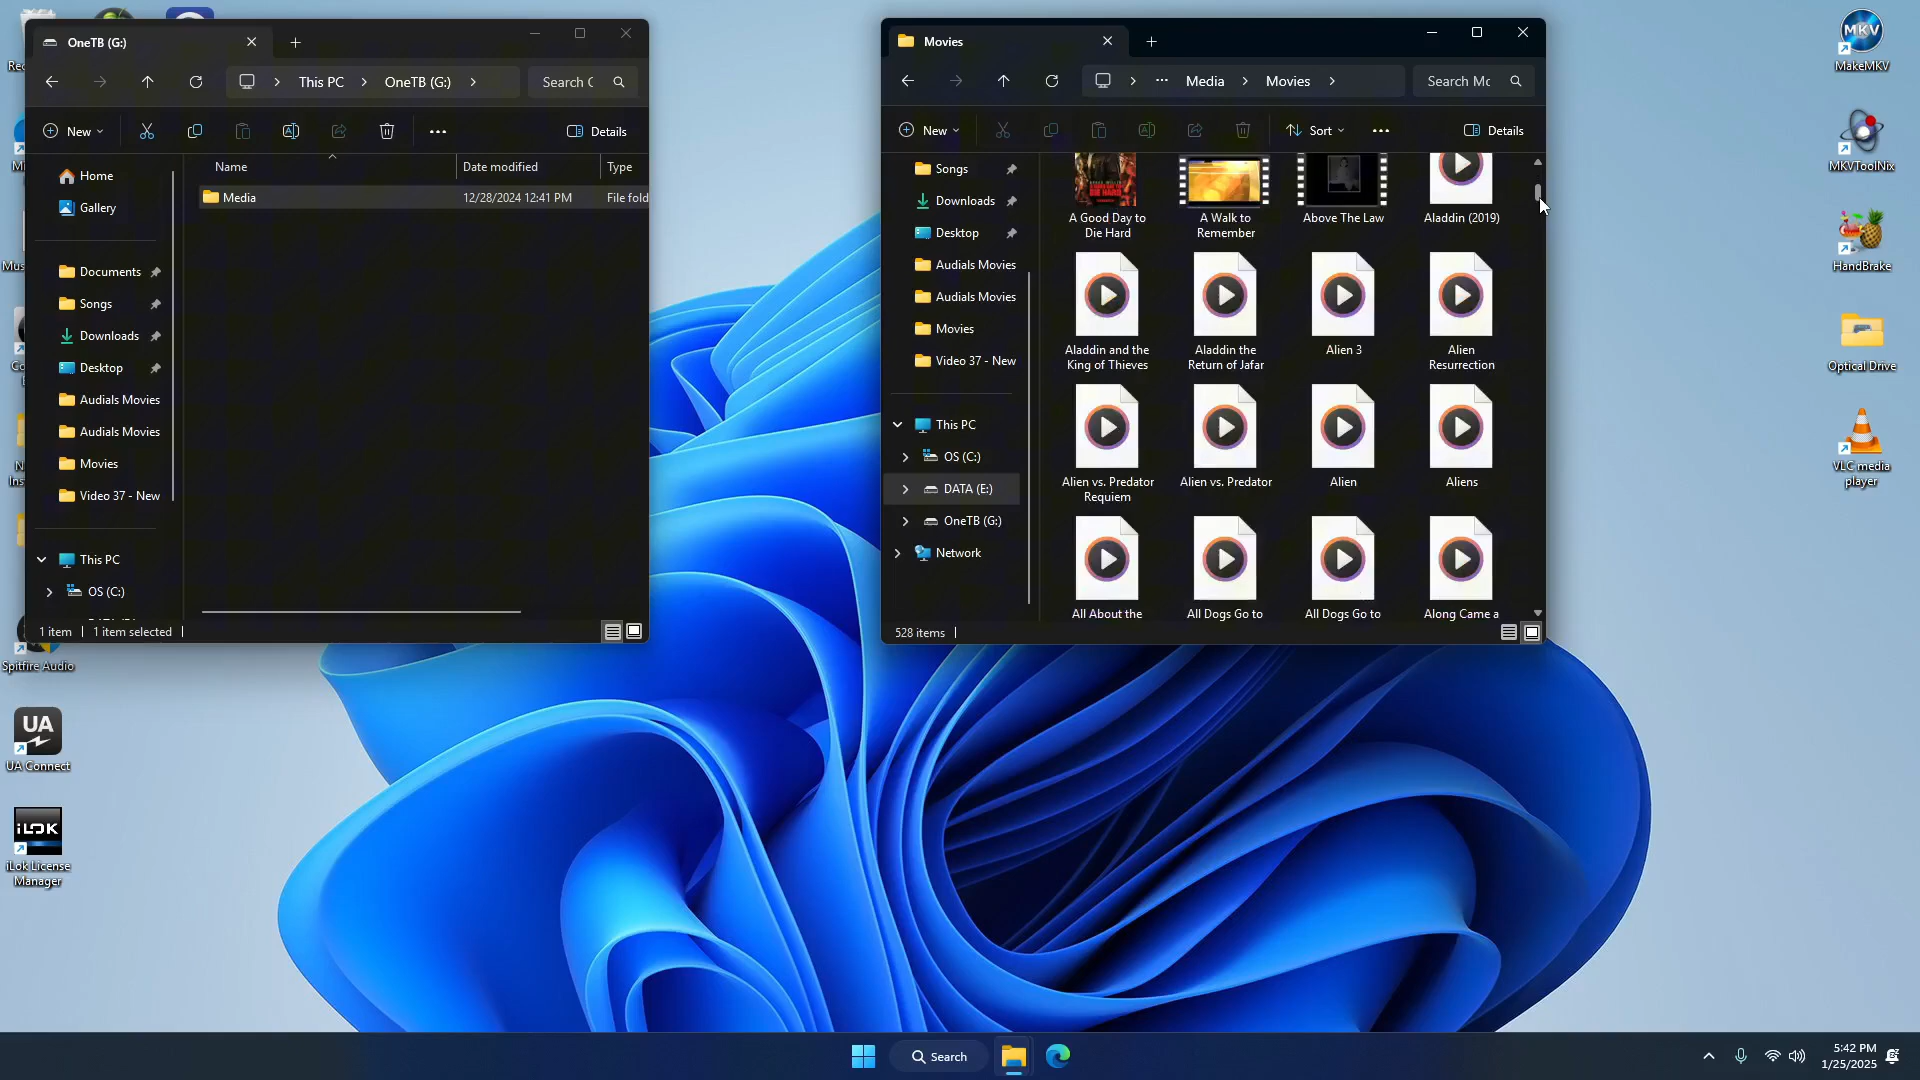 OneTB (G:)
This PC
OneTB (G:)
Search C
New
Details
Home
Gallery
Documents
Songs
Downloads
Desktop
Audials Movies
Audials Movies
Movies
Video 37 - New
This PC
OS (C:)
Name
Date modified
Type
Media
12/28/2024 12:41 PM
File fold
1 item
1 item selected
Movies
Media
Movies
Search Mc
New
Sort
Details
Songs
Downloads
Desktop
Audials Movies
Audials Movies
Movies
Video 37 - New
This PC
OS (C:)
DATA (E:)
OneTB (G:)
Network
DIE HARD
A Good Day to
Die Hard
A Walk to
Remember
Above The Law
Aladdin (2019)
Aladdin and the
King of Thieves
Aladdin the
Return of Jafar
Alien 3
Alien
Resurrection
Alien vs. Predator
Requiem
Alien vs. Predator
Alien
Aliens
All About the
All Dogs Go to
All Dogs Go to
Along Came a
528 items
MKV
MakeMKV
MKVToolNix
HandBrake
Optical Drive
VLC media
player
Spitfire Audio
UA
UA Connect
iLOK
iLok License
Manager
Search
5:42 PM
1/25/2025